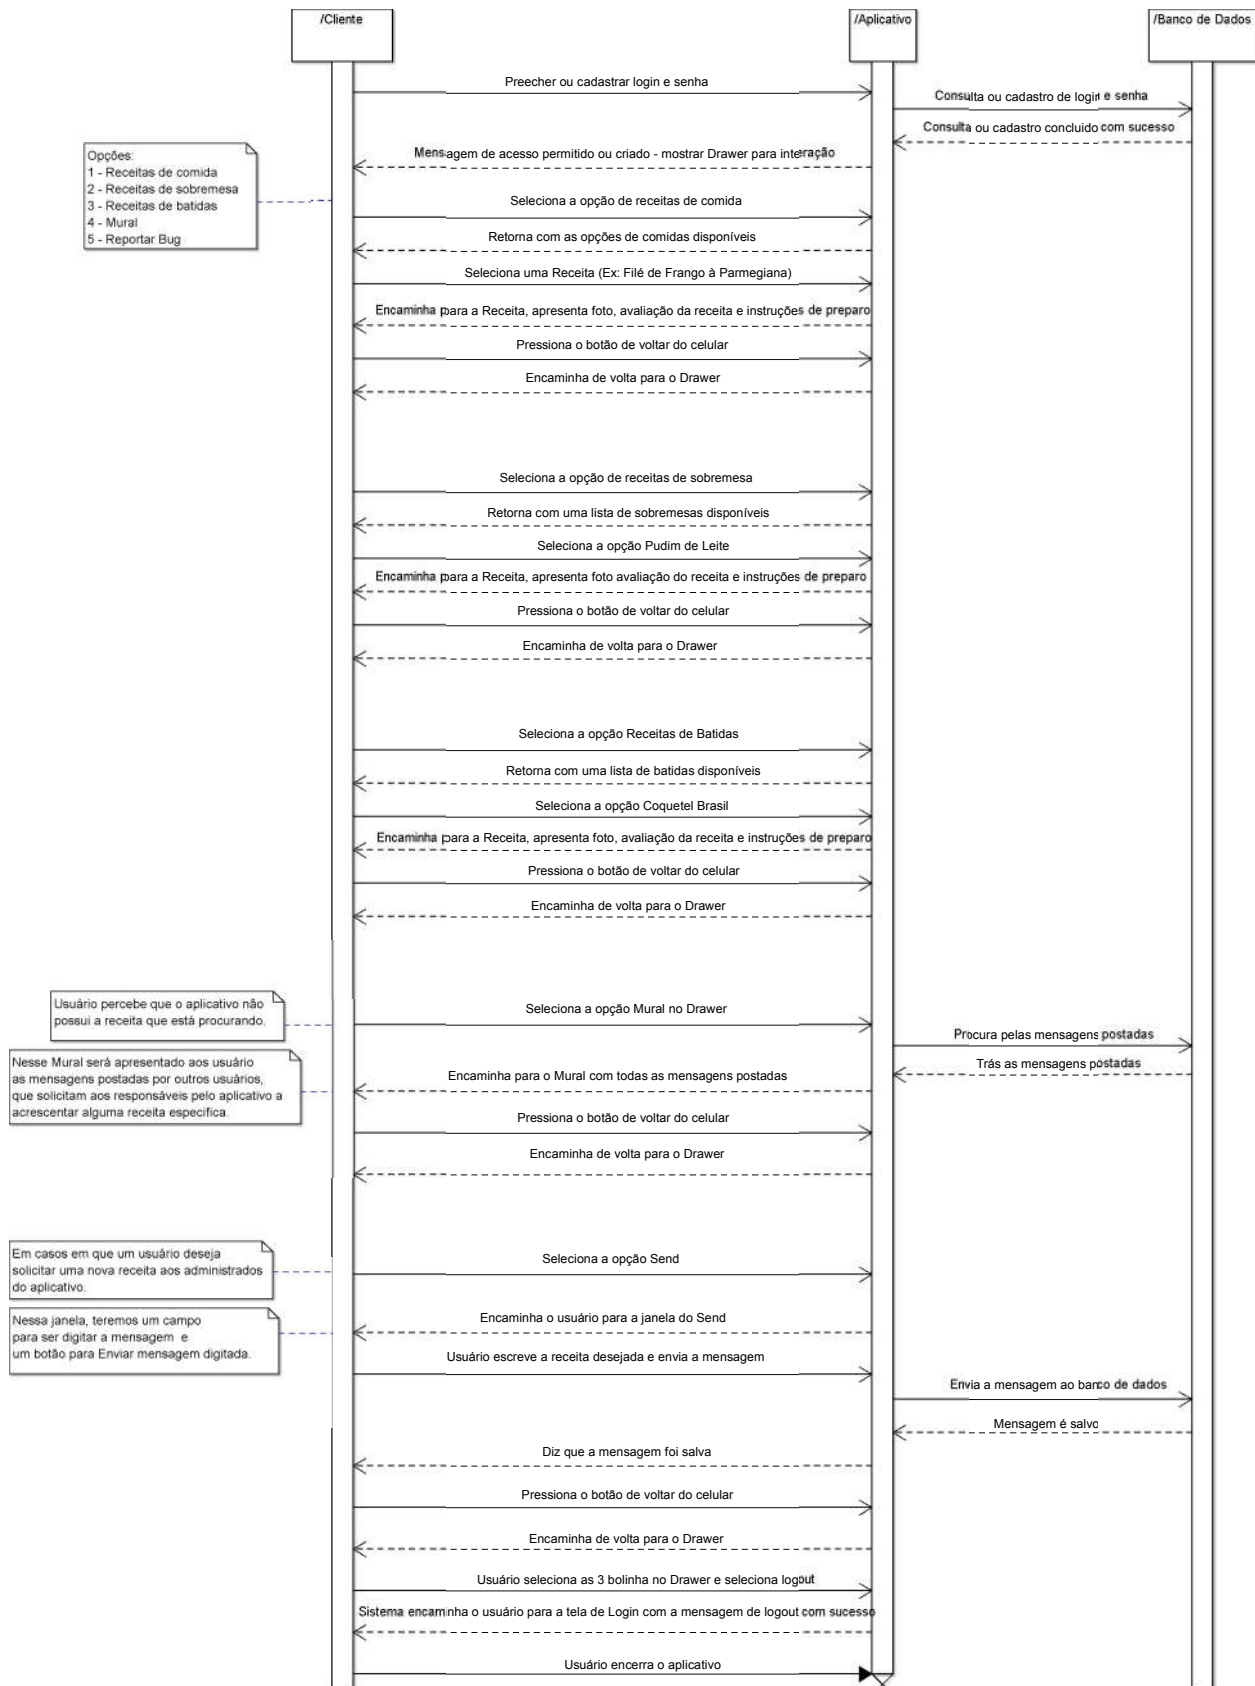 /Cliente
/Aplicativo
/Banco de Dados
Preecher ou cadastrar login e senha
Consulta ou cadastro de login e senha
Consulta ou cadastro concluido com sucesso
Mensagem de acesso permitido ou criado - mostrar Drawer para interação
Opções:
1 - Receitas de comida
2 - Receitas de sobremesa
3 - Receitas de batidas
4 - Mural
5 - Reportar Bug
Seleciona a opção de receitas de comida
Retorna com as opções de comidas disponíveis
Seleciona uma Receita (Ex: Filé de Frango à Parmegiana)
Encaminha para a Receita, apresenta foto, avaliação da receita e instruções de preparo
Pressiona o botão de voltar do celular
Encaminha de volta para o Drawer
Seleciona a opção de receitas de sobremesa
Retorna com uma lista de sobremesas disponíveis
Seleciona a opção Pudim de Leite
Encaminha para a Receita, apresenta foto avaliação do receita e instruções de preparo
Pressiona o botão de voltar do celular
Encaminha de volta para o Drawer
Seleciona a opção Receitas de Batidas
Retorna com uma lista de batidas disponíveis
Seleciona a opção Coquetel Brasil
Encaminha para a Receita, apresenta foto, avaliação da receita e instruções de preparo
Pressiona o botão de voltar do celular
Encaminha de volta para o Drawer
Usuário percebe que o aplicativo não
possui a receita que está procurando.
Seleciona a opção Mural no Drawer
Procura pelas mensagens postadas
Trás as mensagens postadas
Nesse Mural será apresentado aos usuário
as mensagens postadas por outros usuários,
que solicitam aos responsáveis pelo aplicativo a
acrescentar alguma receita especifica.
Encaminha para o Mural com todas as mensagens postadas
Pressiona o botão de voltar do celular
Encaminha de volta para o Drawer
Em casos em que um usuário deseja
solicitar uma nova receita aos administrados
do aplicativo.
Seleciona a opção Send
Nessa janela, teremos um campo
para ser digitar a mensagem e
um botão para Enviar mensagem digitada.
Encaminha o usuário para a janela do Send
Usuário escreve a receita desejada e envia a mensagem
Envia a mensagem ao banco de dados
Mensagem é salvo
Diz que a mensagem foi salva
Pressiona o botão de voltar do celular
Encaminha de volta para o Drawer
Usuário seleciona as 3 bolinha no Drawer e seleciona logout
Sistema encaminha o usuário para a tela de Login com a mensagem de logout com sucesso
Usuário encerra o aplicativo